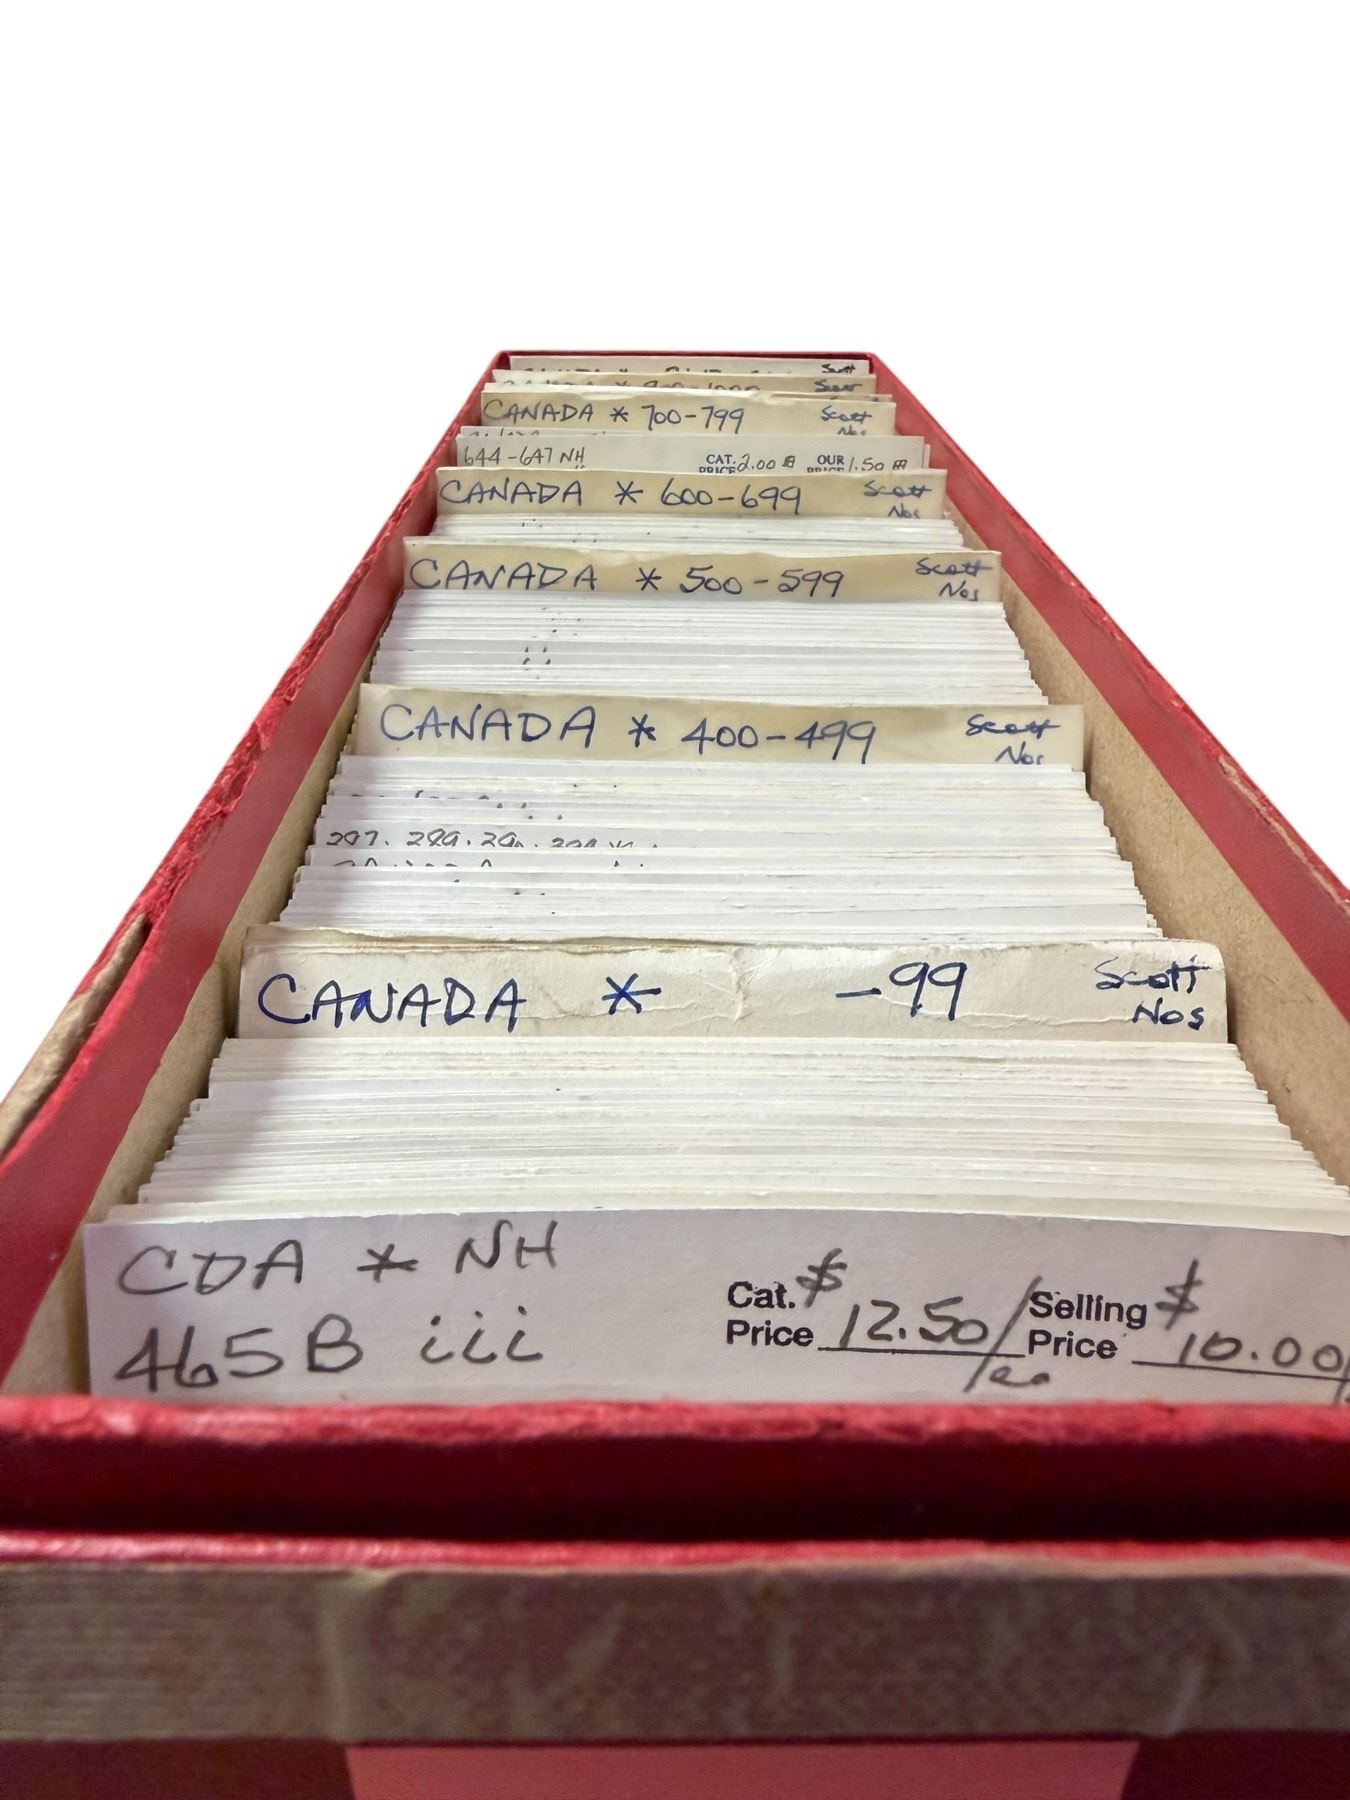 Scott
Scott
CANADA * 700-799 Scott
Nos
644-647 NH CAT. PRICE 2.00 OUR 1.50
CANADA * 600-699 Scott
Nos
CANADA * 500-599 Scott
Nos
CANADA * 400-499 Scott
Nos
CANADA * -99 Scott
Nos
CDA * NH
465B iii
Cat. $
Price 12.50/ea
Selling $
Price 10.00/